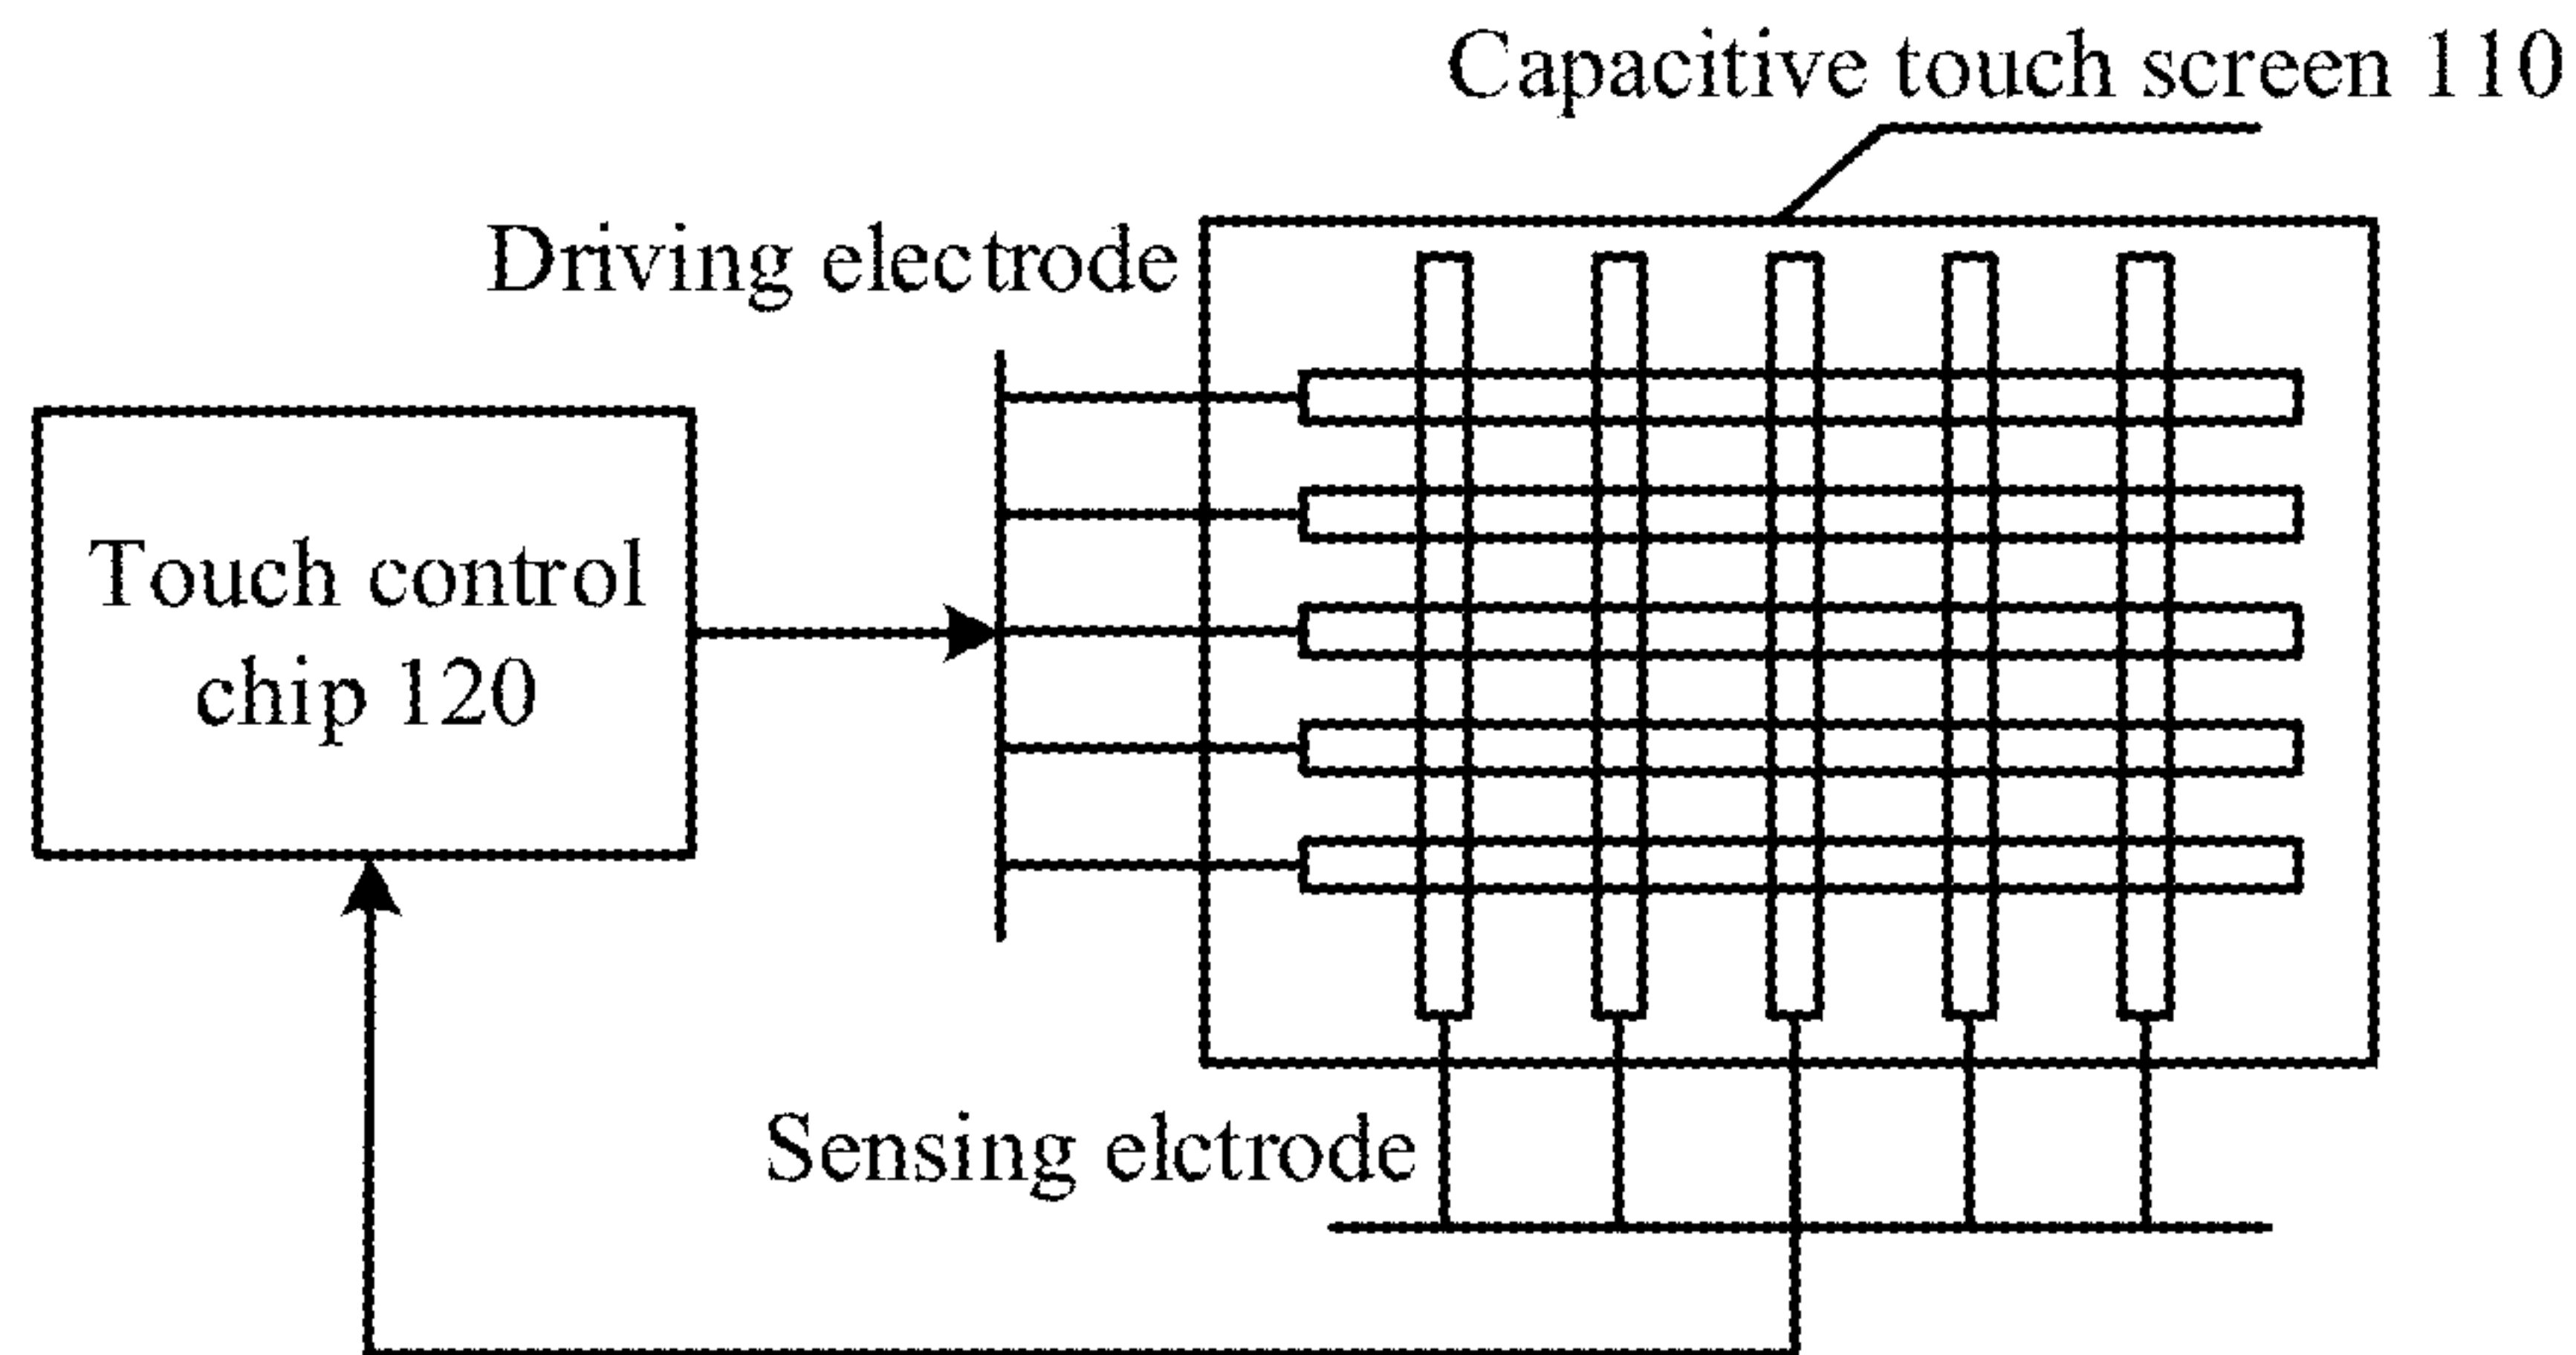 Capacitive touch screen 110
Driving electrode
Touch control
chip 120
Sensing elctrode